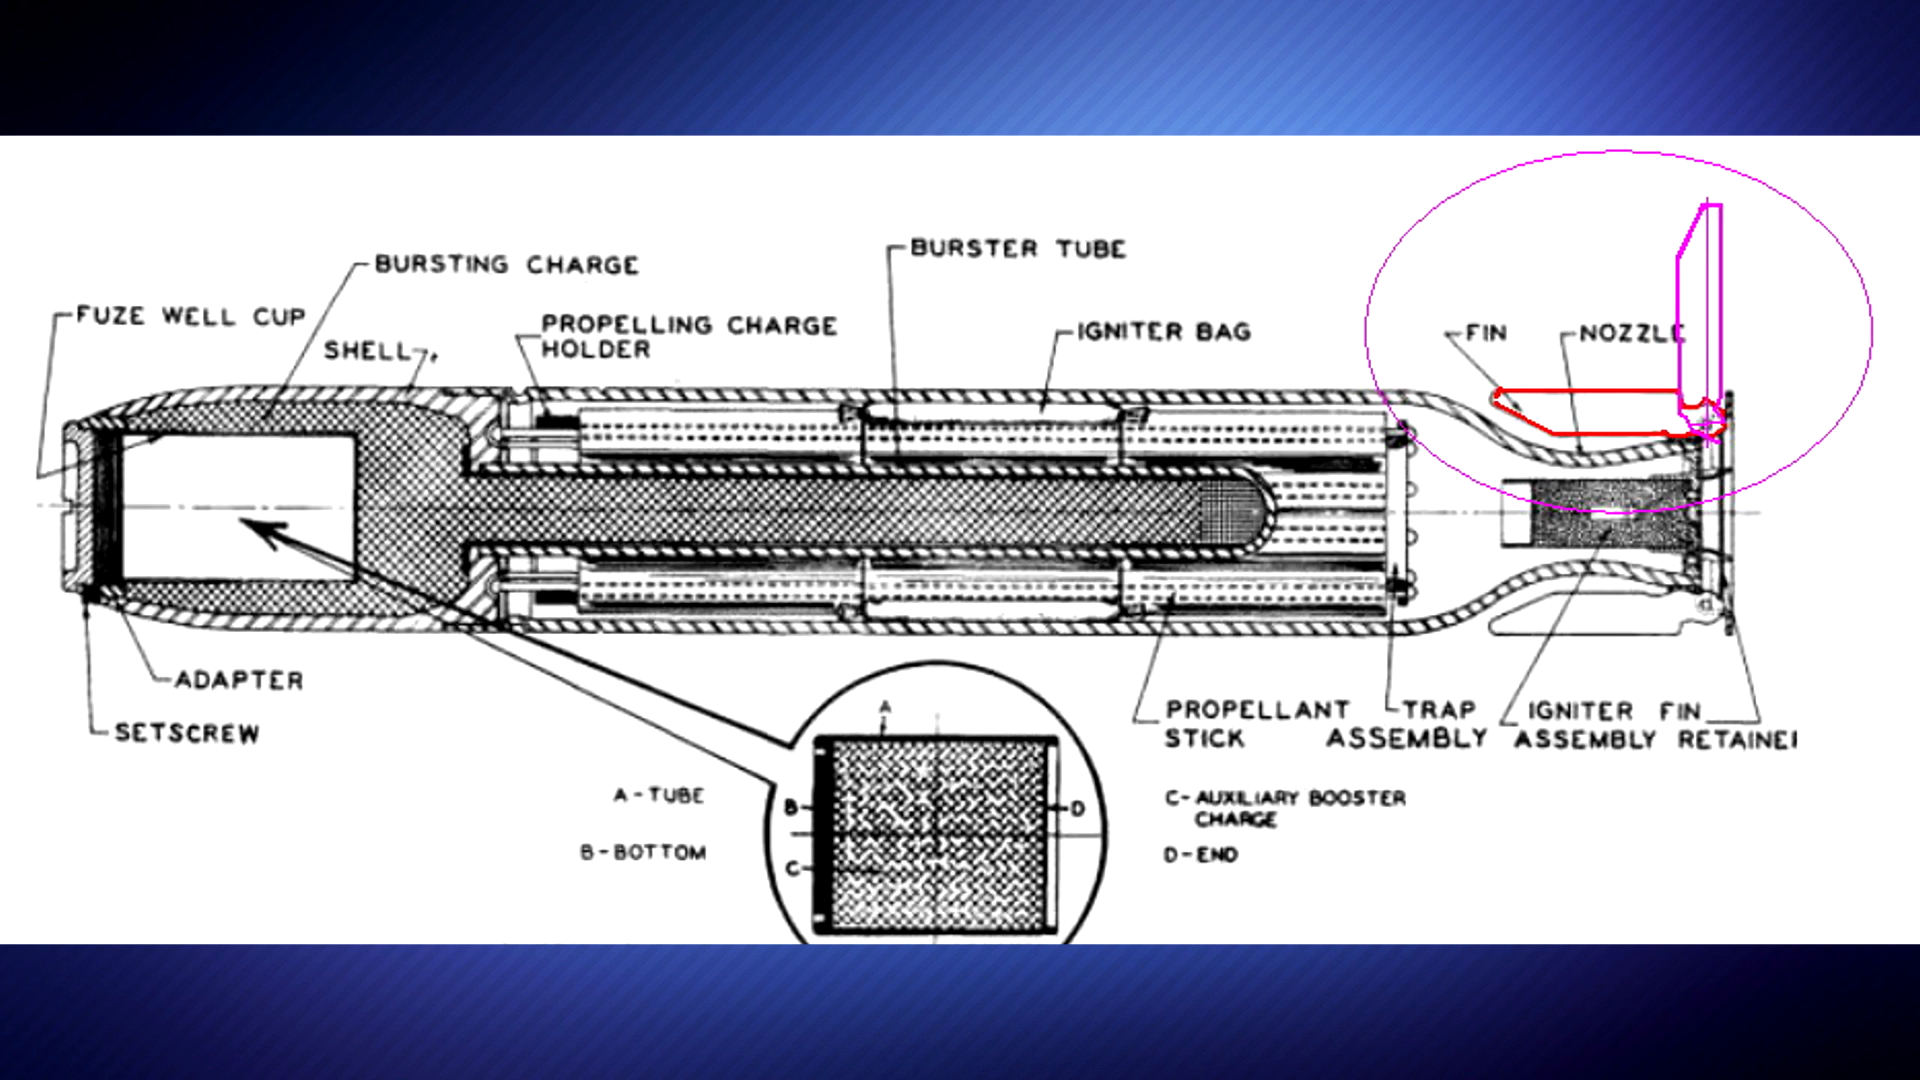 BURSTER TUBE
BURSTING CHARGE
FUZE WELL CUP
PROPELLING CHARGE
HOLDER
IGNITER BAG
FIN
NOZZLE
SHELL
ADAPTER
SETSCREW
PROPELLANT
STICK
TRAP
ASSEMBLY
IGNITER
ASSEMBLY
FIN
RETAINE
A
B
C
D
A-TUBE
B-BOTTOM
C-AUXILIARY BOOSTER
CHARGE
D-END